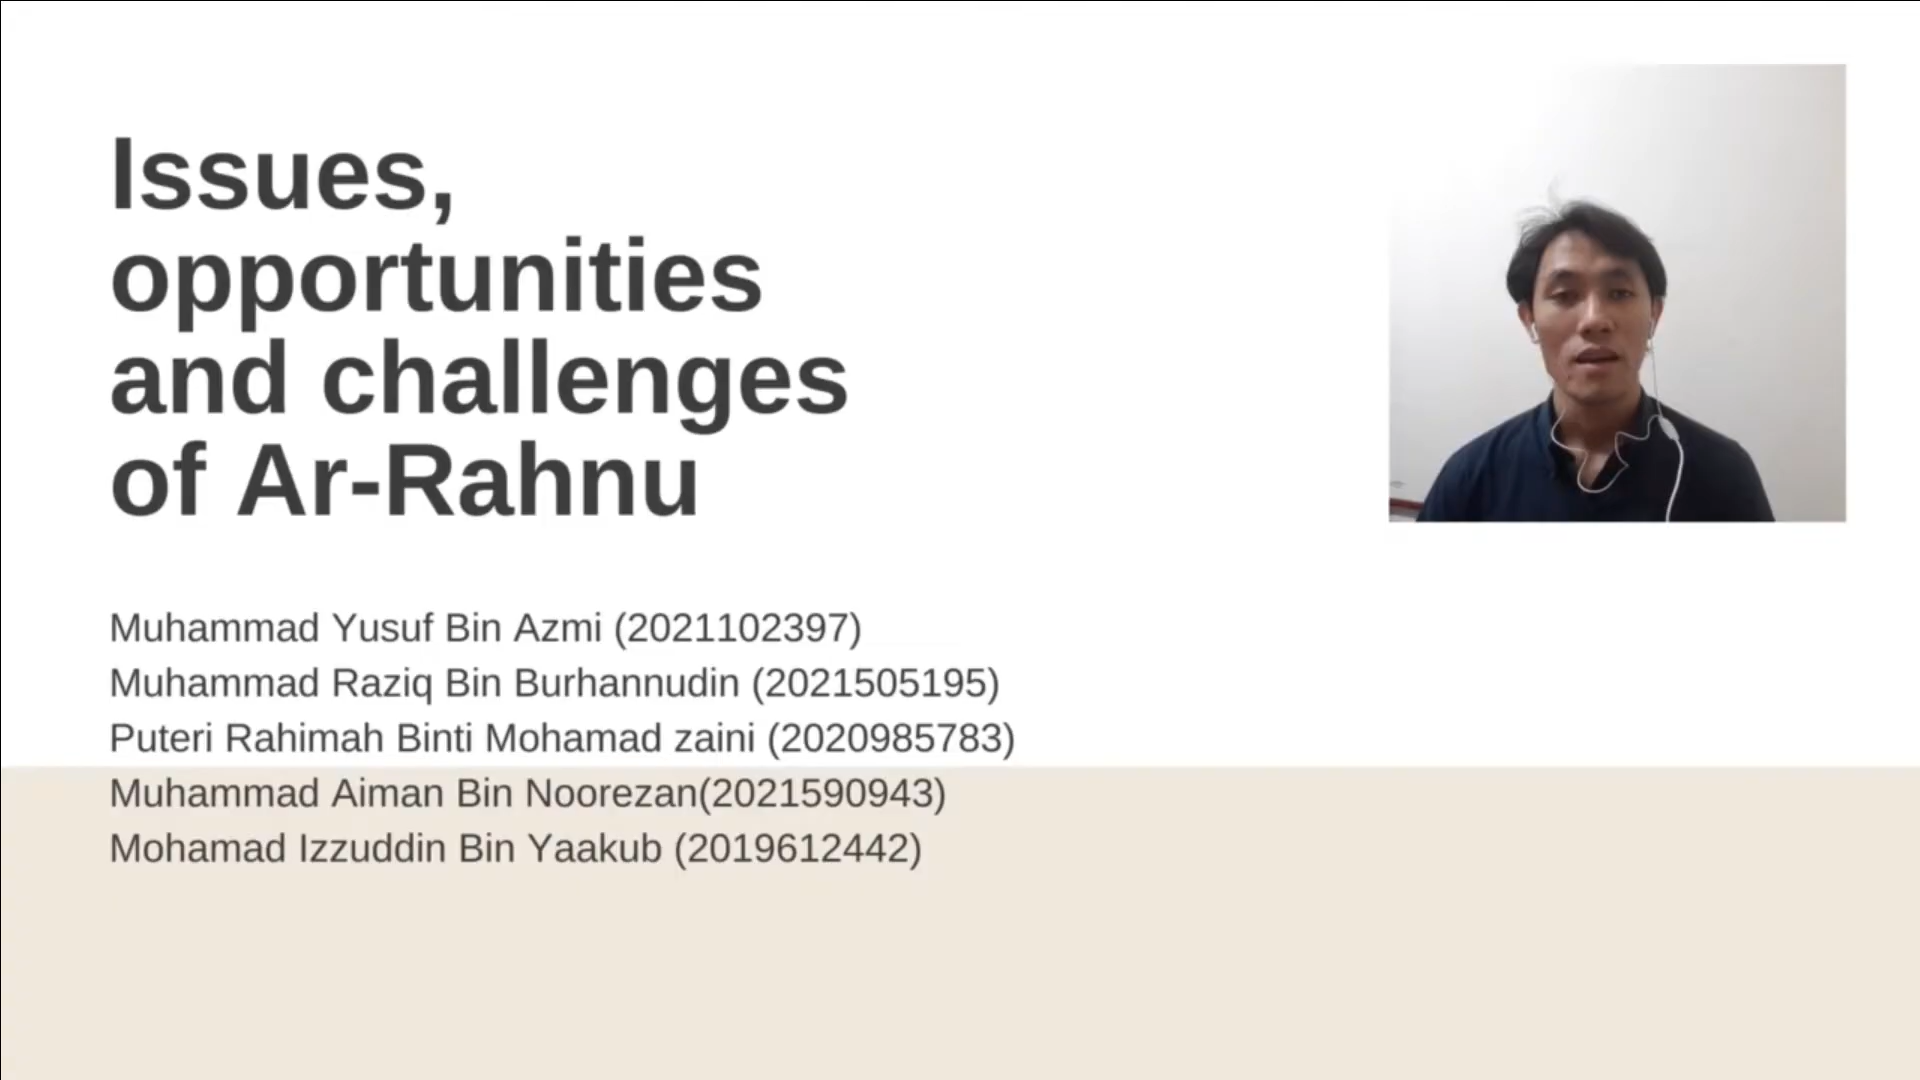 Issues,
opportunities
and challenges
of Ar-Rahnu
Muhammad Yusuf Bin Azmi (2021102397)
Muhammad Raziq Bin Burhannudin (2021505195)
Puteri Rahimah Binti Mohamad zaini (2020985783)
Muhammad Aiman Bin Noorezan(2021590943)
Mohamad Izzuddin Bin Yaakub (2019612442)